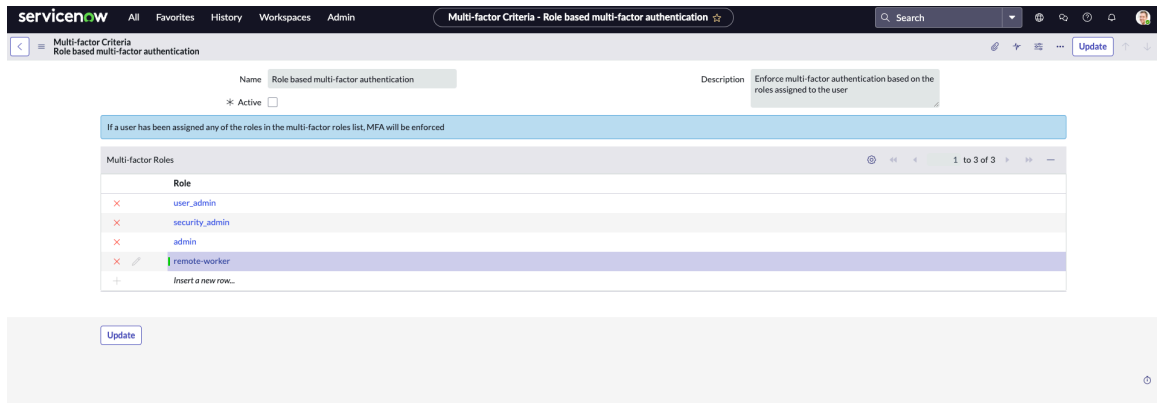 servicenow All Favorites History Workspaces Admin Multi-factor Criteria - Role based multi-factor authentication Search
Multi-factor Criteria
Role based multi-factor authentication
Update
Name Role based multi-factor authentication
Description Enforce multi-factor authentication based on the
roles assigned to the user
Active
If a user has been assigned any of the roles in the multi-factor roles list, MFA will be enforced
Multi-factor Roles 1 to 3 of 3
Role
user_admin
security_admin
admin
remote-worker
Insert a new row...
Update